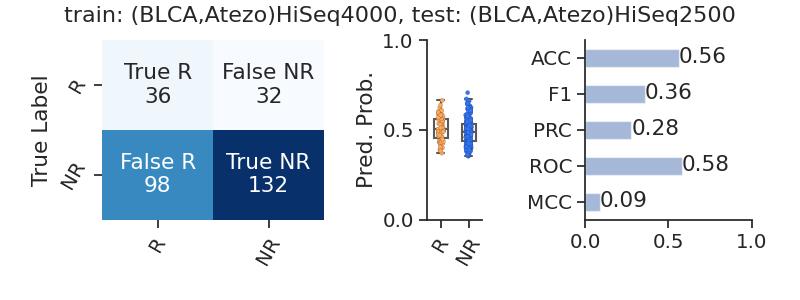 train: (BLCA,Atezo)HiSeq4000, test: (BLCA,Atezo)HiSeq2500
True Label
R
NR
True R
36
False NR
32
False R
98
True NR
132
R
NR
Pred. Prob.
1.0
0.5
0.0
R
NR
ACC
0.56
F1
0.36
PRC
0.28
ROC
0.58
MCC
0.09
0.0
0.5
1.0